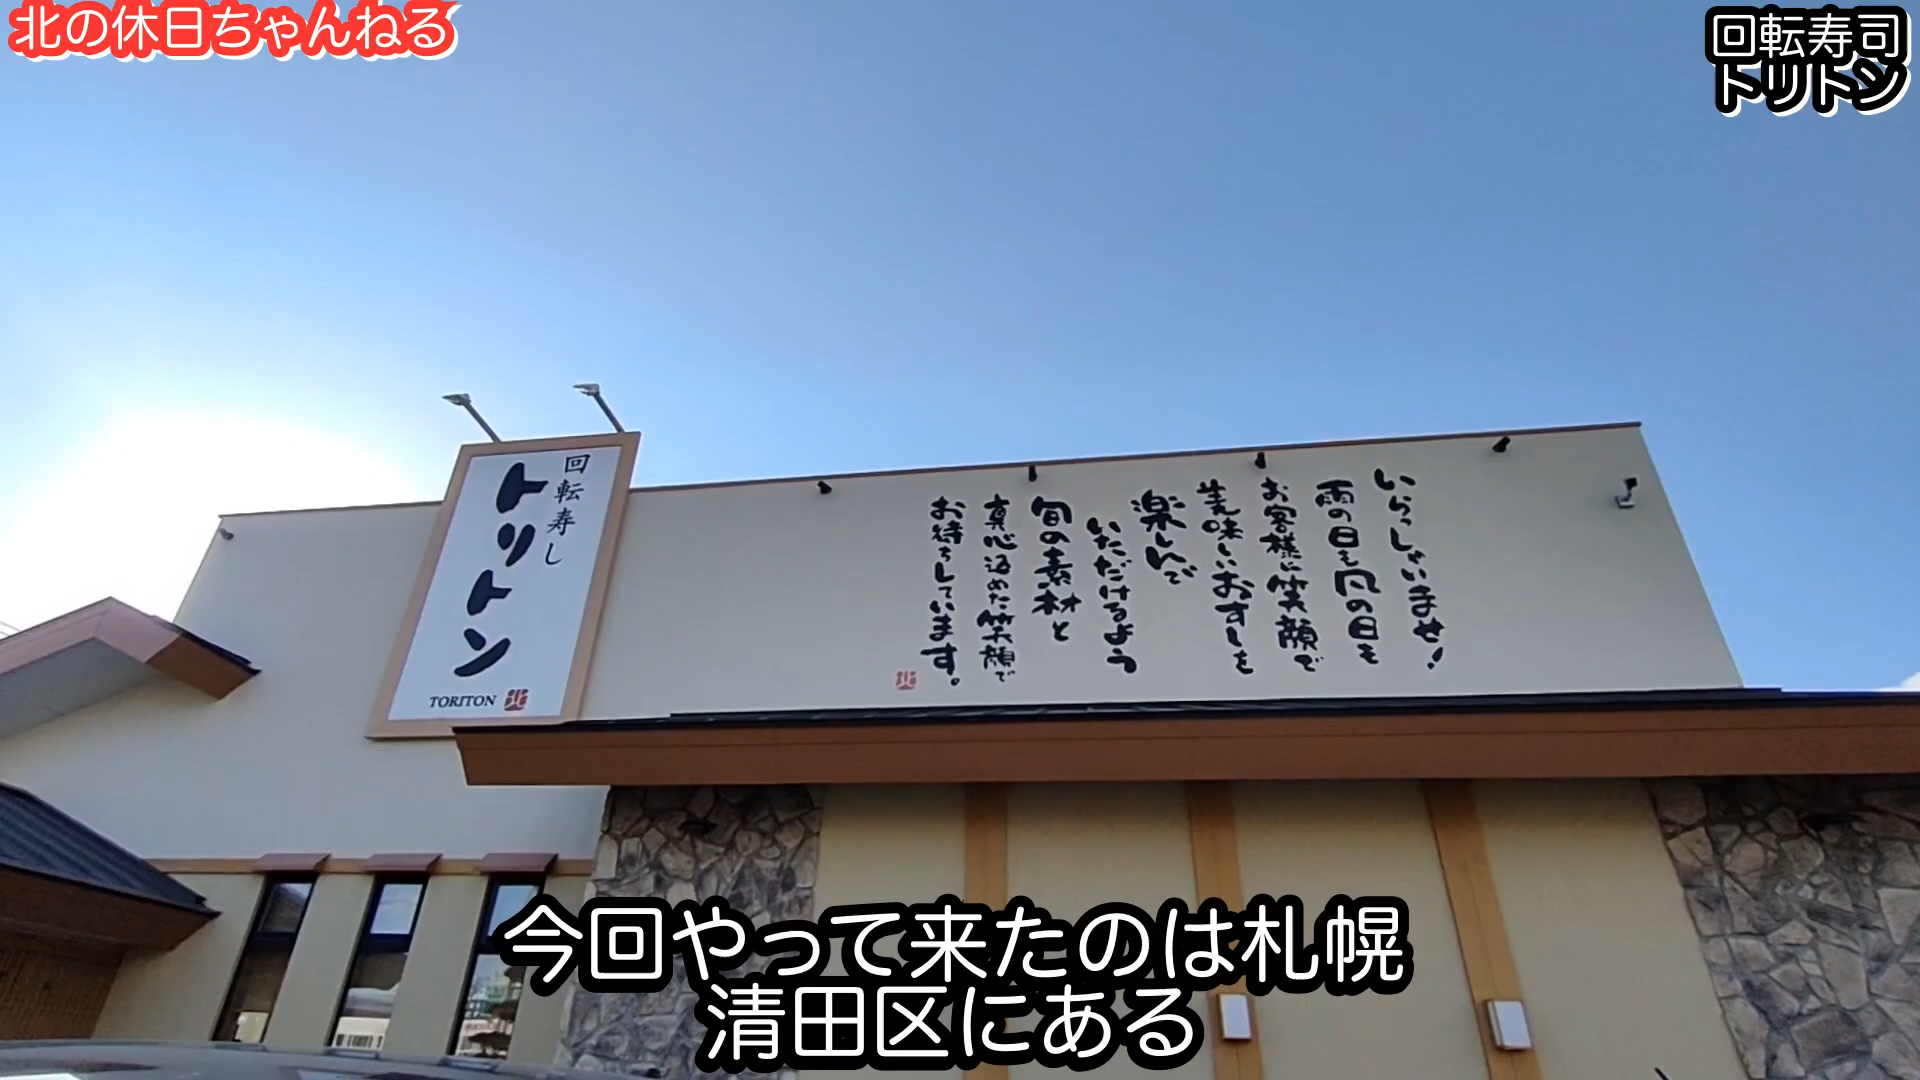 北の休日ちゃんねる
回転寿司
トリトン
回転寿し
トリトン
TORITON 北
いらっしゃいませ!
雨の日も風の日も
お客様に笑顔で
美味しいおすしを
楽しんで
いただけるよう
旬の素材と
真心込めた笑顔で
お待ちしています。
北
今回やって来たのは札幌
清田区にある